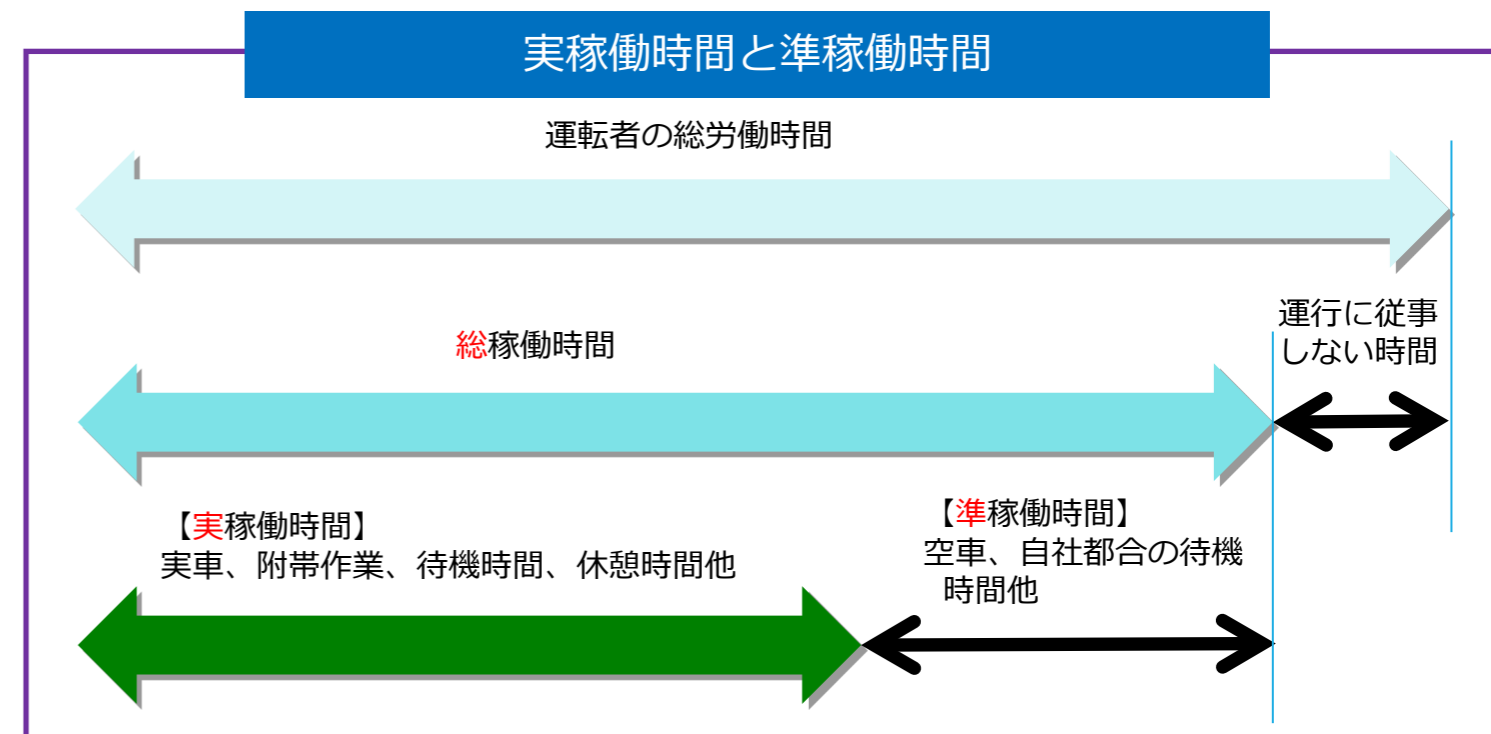 実稼働時間と準稼働時間
運転者の総労働時間
運行に従事
しない時間
総稼働時間
【実稼働時間】
実車、附帯作業、待機時間、休憩時間他
【準稼働時間】
空車、自社都合の待機
時間他